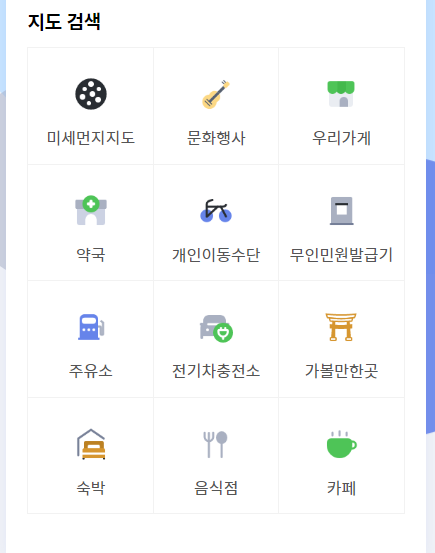 지도 검색
미세먼지지도
문화행사
우리가게
약국
개인이동수단
무인민원발급기
주유소
전기차충전소
가볼만한곳
숙박
음식점
카페